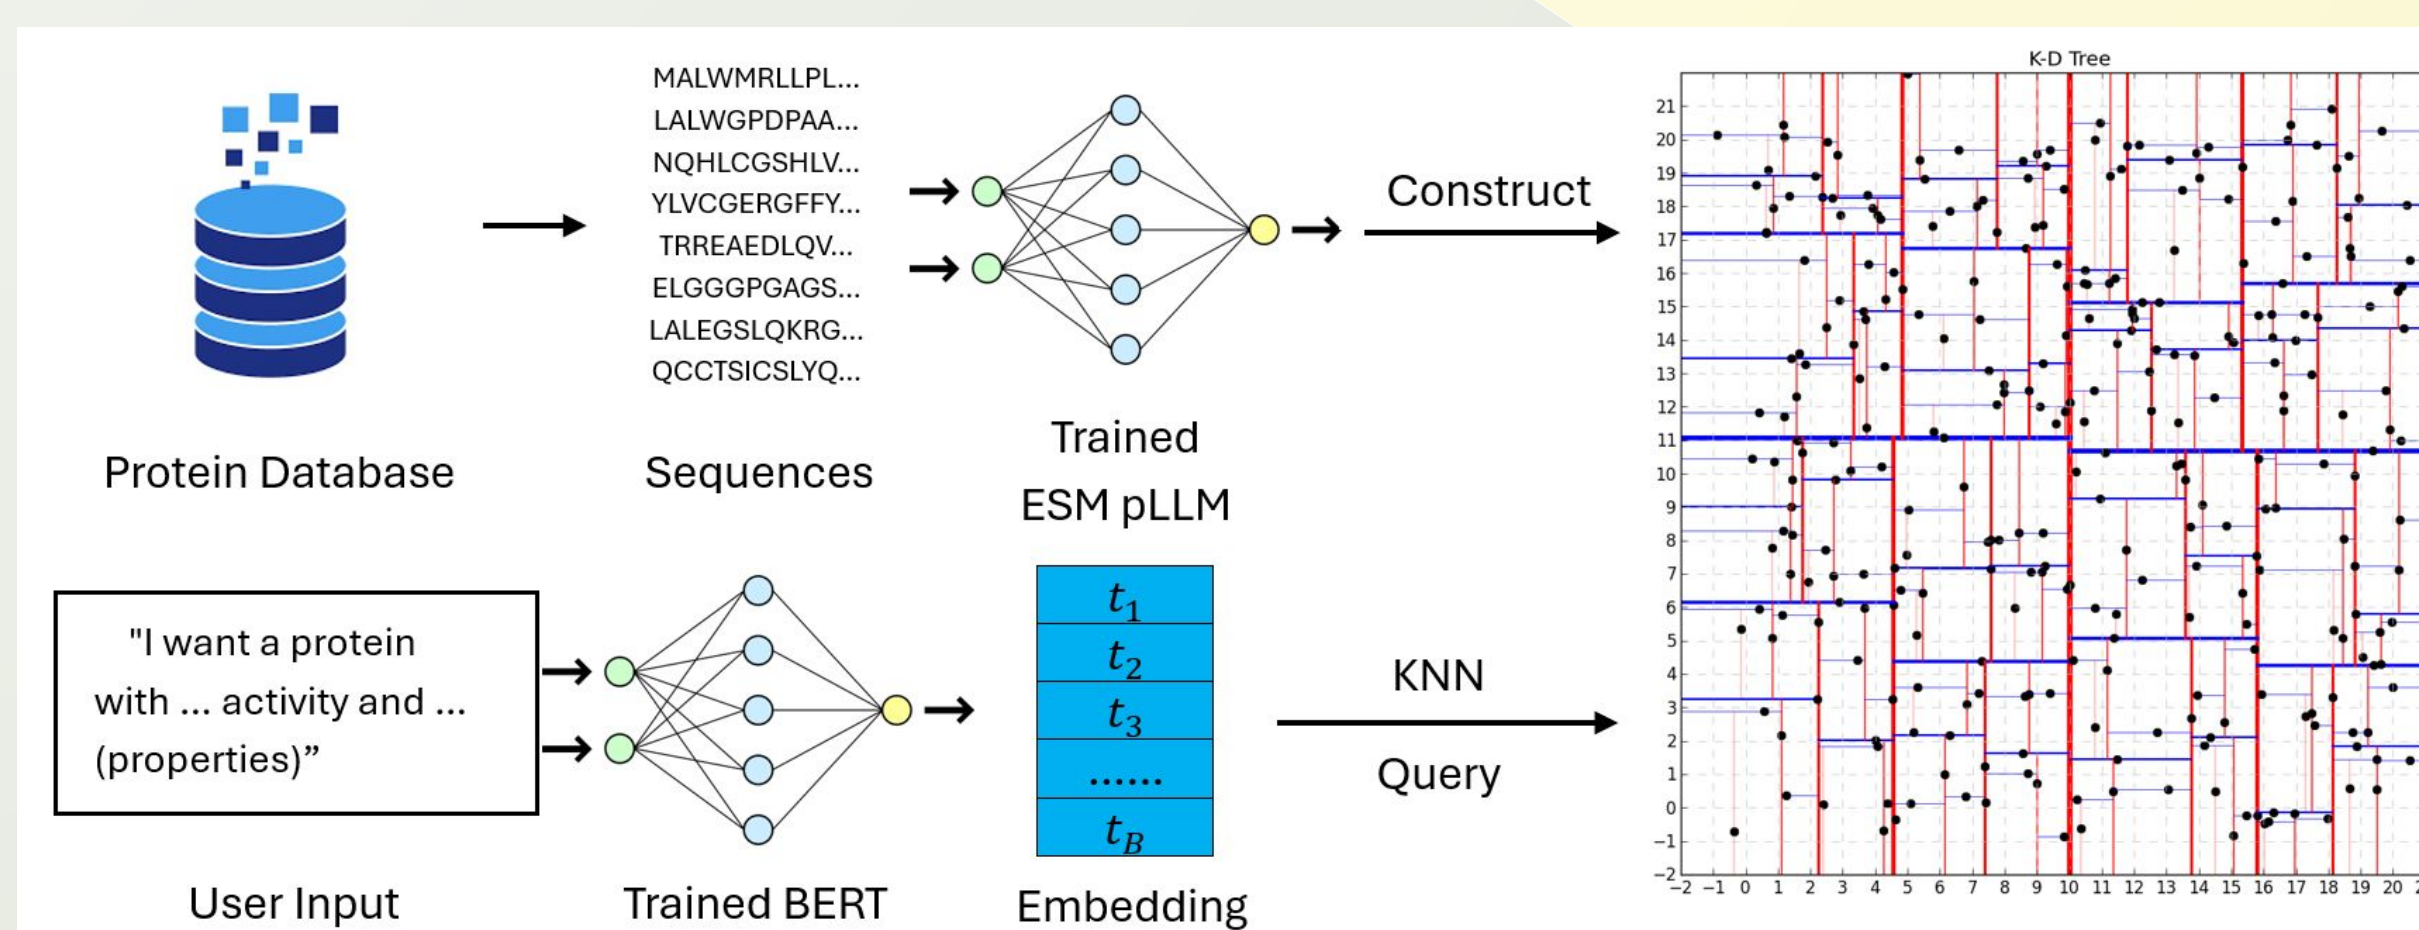 MALWMRLLPL...
LALWGPDPAA...
NQHLCGSHLV...
YLVCGERGFFY...
TRREAEDLQV...
ELGGGPGAGS...
LALEGSLQKRG...
QCCTSICSLYQ...
Protein Database
Sequences
Trained
ESM pLLM
Construct
"I want a protein
with ... activity and ...
(properties)”
User Input
Trained BERT
t1
t2
t3
......
tB
Embedding
KNN
Query
K-D Tree
21
20
19
18
17
16
15
14
13
12
11
10
9
8
7
6
5
4
3
2
1
0
−1
−2
−2 −1 0 1 2 3 4 5 6 7 8 9 10 11 12 13 14 15 16 17 18 19 20